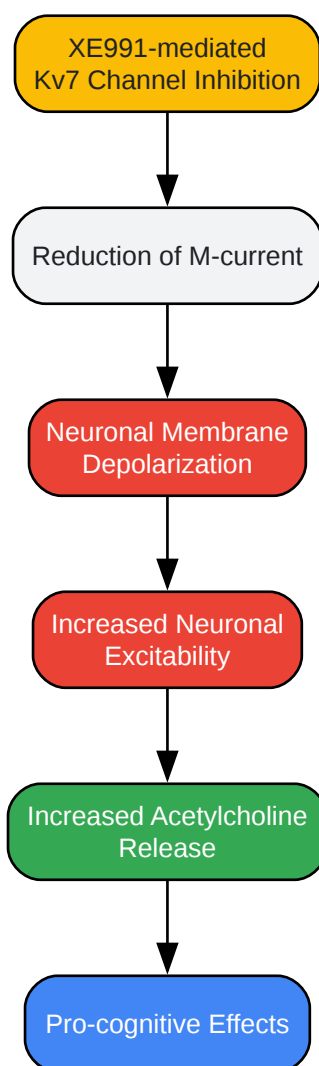 XE991-mediated
Kv7 Channel Inhibition
Reduction of M-current
Neuronal Membrane
Depolarization
Increased Neuronal
Excitability
Increased Acetylcholine
Release
Pro-cognitive Effects